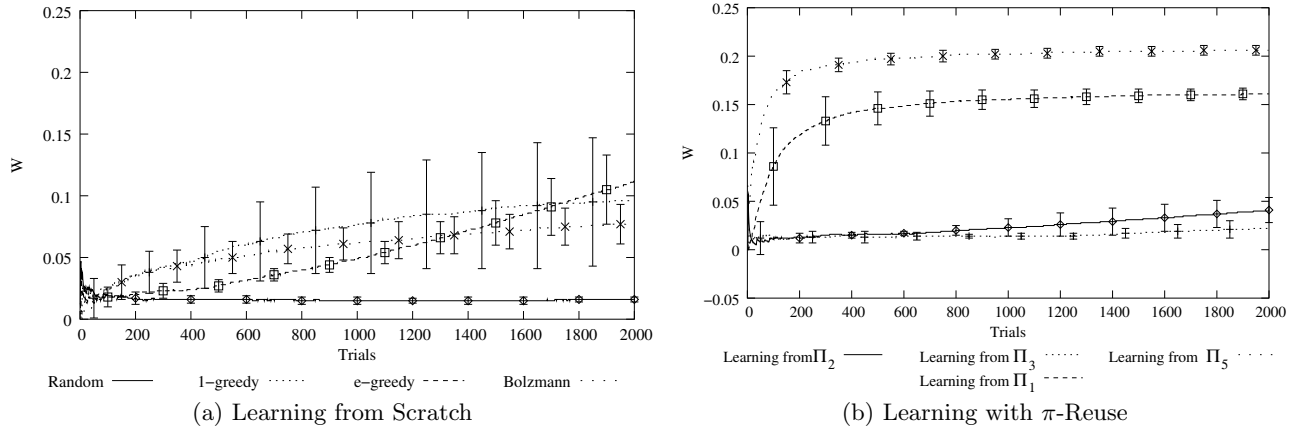 0.25
0.2
0.15
0.1
0.05
0
W
0 200 400 600 800 1000 1200 1400 1600 1800 2000
Trials
Random 1-greedy e-greedy Bolzmann
(a) Learning from Scratch
0.25
0.2
0.15
0.1
0.05
0
−0.05
W
0 200 400 600 800 1000 1200 1400 1600 1800 2000
Trials
Learning fromΠ2 Learning from Π3 Learning from Π5
Learning from Π1
(b) Learning with π-Reuse